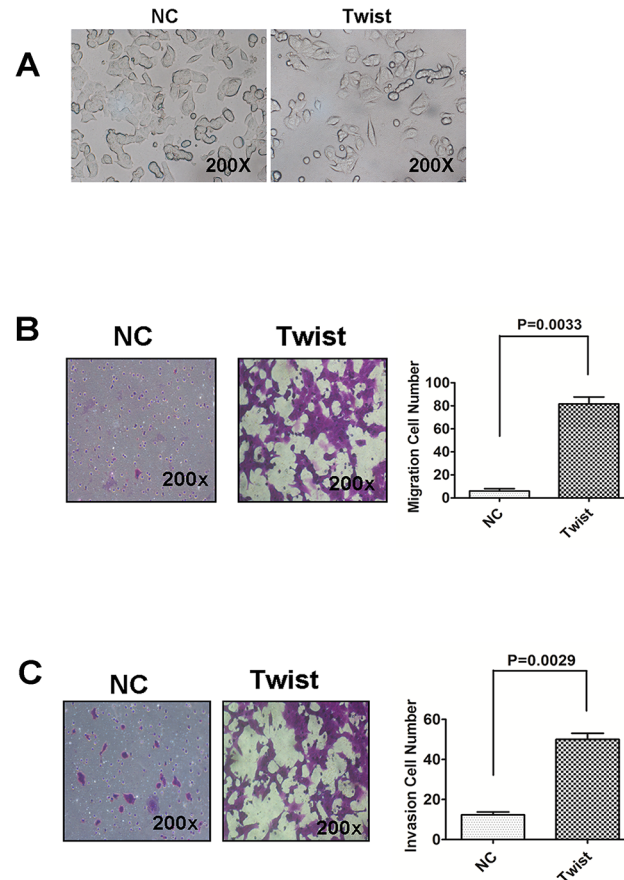 NC
Twist
A
200X
200X
B
NC
Twist
200x
200x
P=0.0033
Migration Cell Number
100
80
60
40
20
0
NC
Twist
C
NC
Twist
200x
200x
P=0.0029
Invasion Cell Number
60
40
20
0
NC
Twist